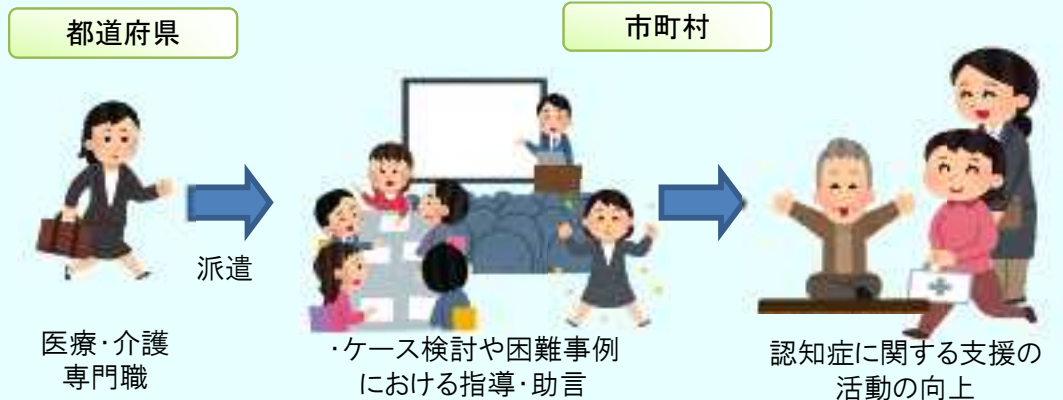 都道府県
市町村
派遣
医療・介護
専門職
・ケース検討や困難事例
における指導・助言
認知症に関する支援の
活動の向上